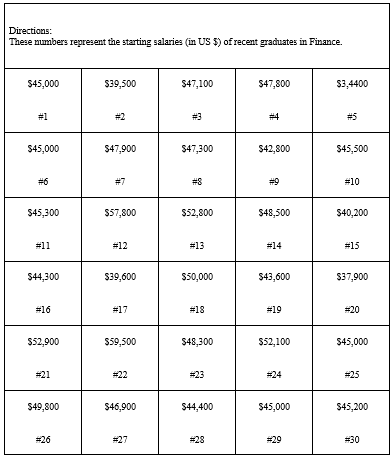 Directions:
These numbers represent the starting salaries (in US $) of recent graduates in Finance.
$45,000 $39,500 $47,100 $47,800 $3,4400
#1 #2 #3 #4 #5
$45,000 $47,900 $47,300 $42,800 $45,500
#6 #7 #8 #9 #10
$45,300 $57,800 $52,800 $48,500 $40,200
#11 #12 #13 #14 #15
$44,300 $39,600 $50,000 $43,600 $37,900
#16 #17 #18 #19 #20
$52,900 $59,500 $48,300 $52,100 $45,000
#21 #22 #23 #24 #25
$49,800 $46,900 $44,400 $45,000 $45,200
#26 #27 #28 #29 #30